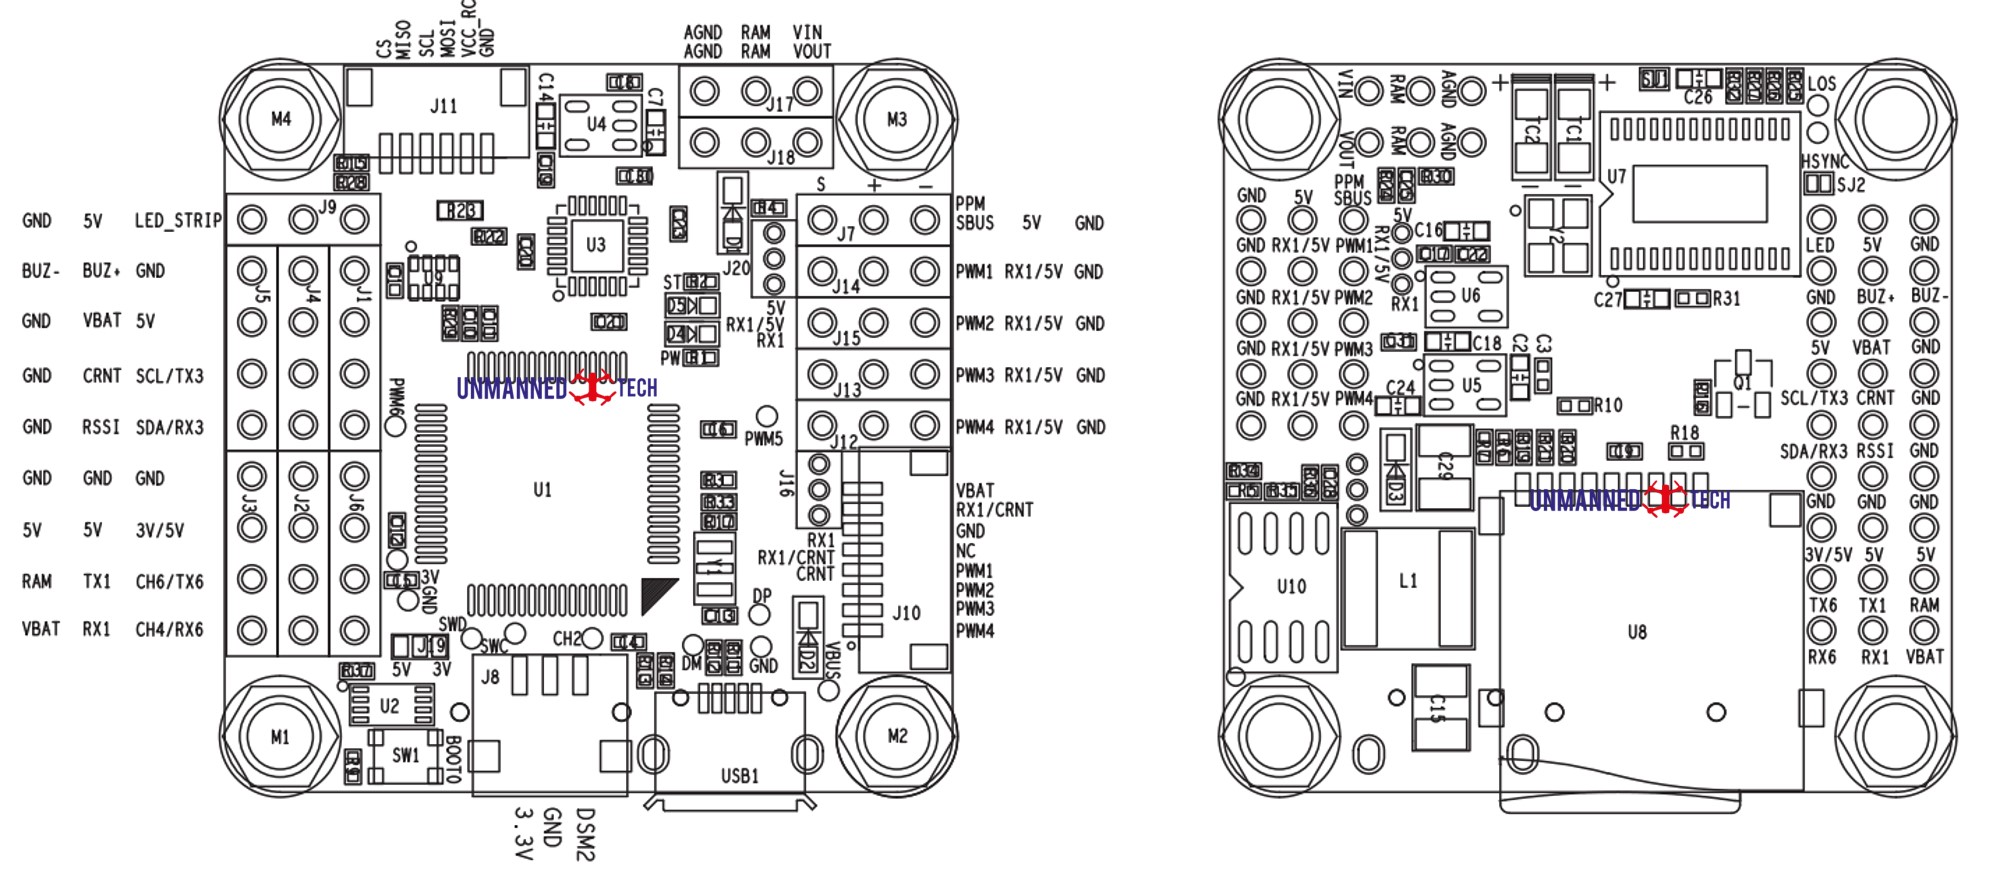 CS
MISO
SCL
MOSI
GND
AGND RAM VIN
AGND RAM VOUT
J11
C14
C8
U4
C7
J17
J18
M4
M3
R15
R28
C19
C30
J9
R23
R22
C20
U3
C23
R4
S + -
PPM
GND 5V LED_STRIP
J7
SBUS 5V GND
BUZ- BUZ+ GND
J5 J4 J1
J20
ST R2
D5
D4
PW R1
5V
RX1/5V
RX1
J14
PWM1 RX1/5V GND
GND VBAT 5V
J15
PWM2 RX1/5V GND
GND CRNT SCL/TX3
UNMANNED TECH
J13
PWM3 RX1/5V GND
PWM6
GND RSSI SDA/RX3
C6
PWM5
J12
PWM4 RX1/5V GND
GND GND GND
J3 J2 J6
U1
R3
R33
R17
J16
VBAT
RX1/CRNT
GND
NC
PWM1
PWM2
PWM3
PWM4
5V 5V 3V/5V
RX1
RX1/CRNT
CRNT
Y1
RAM TX1 CH6/TX6
C5
3V
GND
DP
C13
J10
VBAT RX1 CH4/RX6
SWD
SWC
CH2
C4
DM
GND
D2
VBUS
J19
5V 3V
R37
U2
J8
SW1
R9
BOOT0
M1
M2
USB1
3.3V
GND
DSM2
VIN RAM AGND
VOUT RAM AGND
+ +
TC2 TC1
- -
SJ1
C26
R32 R27 R26 R25
LOS
HSYNC
SJ2
U7
R24
R30
PPM
SBUS
GND 5V
5V
RX1/5V
RX1
C16
C17 C22
Y2
LED 5V GND
GND RX1/5V PWM1
U6
C27
R31
GND BUZ+ BUZ-
GND RX1/5V PWM2
C31
C18
C2
C3
5V VBAT GND
GND RX1/5V PWM3
U5
C24
R10
R16
Q1
SCL/TX3 CRNT GND
GND RX1/5V PWM4
C29
D3
R7 R6 R19 R21 R20
C9
R18
SDA/RX3 RSSI GND
R34
R5 R35 R36 C28
UNMANNED TECH
GND GND GND
3V/5V 5V 5V
U10
L1
U8
TX6 TX1 RAM
RX6 RX1 VBAT
C15